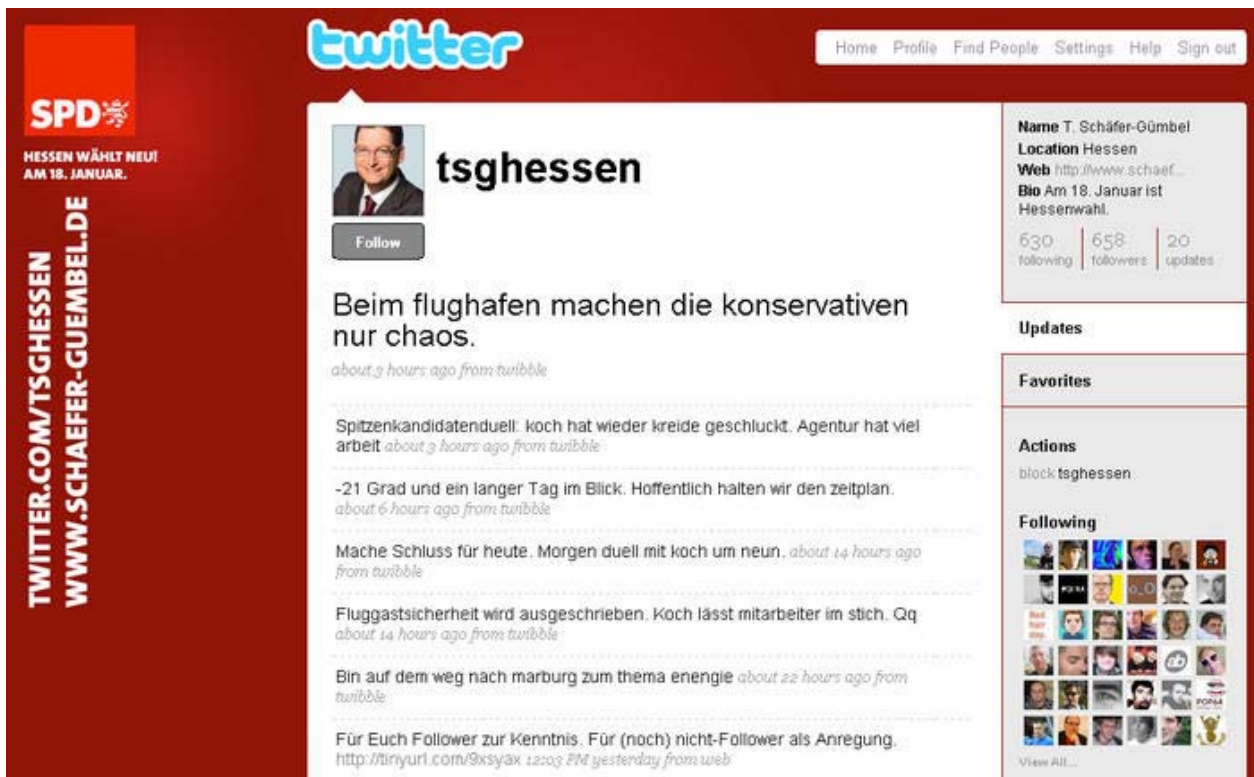 SPD
HESSEN WÄHLT NEU!
AM 18. JANUAR.
TWITTER.COM/TSGHESSEN
WWW.SCHAEFER-GUEMBEL.DE
twitter
Home Profile Find People Settings Help Sign out
tsghessen
Follow
Beim flughafen machen die konservativen
nur chaos.
about 3 hours ago from twibble
Spitzenkandidatenduell: koch hat wieder kreide geschluckt. Agentur hat viel
arbeit about 3 hours ago from twibble
-21 Grad und ein langer Tag im Blick. Hoffentlich halten wir den zeitplan.
about 6 hours ago from twibble
Mache Schluss für heute. Morgen duell mit koch um neun. about 14 hours ago
from twibble
Fluggastsicherheit wird ausgeschrieben. Koch lässt mitarbeiter im stich. Qq
about 14 hours ago from twibble
Bin auf dem weg nach marburg zum thema enengie about 22 hours ago from
twibble
Für Euch Follower zur Kenntnis. Für (noch) nicht-Follower als Anregung.
http://tinyurl.com/9xsyax 12:03 PM yesterday from web
Name T. Schäfer-Gümbel
Location Hessen
Web http://www.schaef...
Bio Am 18. Januar ist
Hessenwahl.
630 658 20
following followers updates
Updates
Favorites
Actions
block tsghessen
Following
View All...